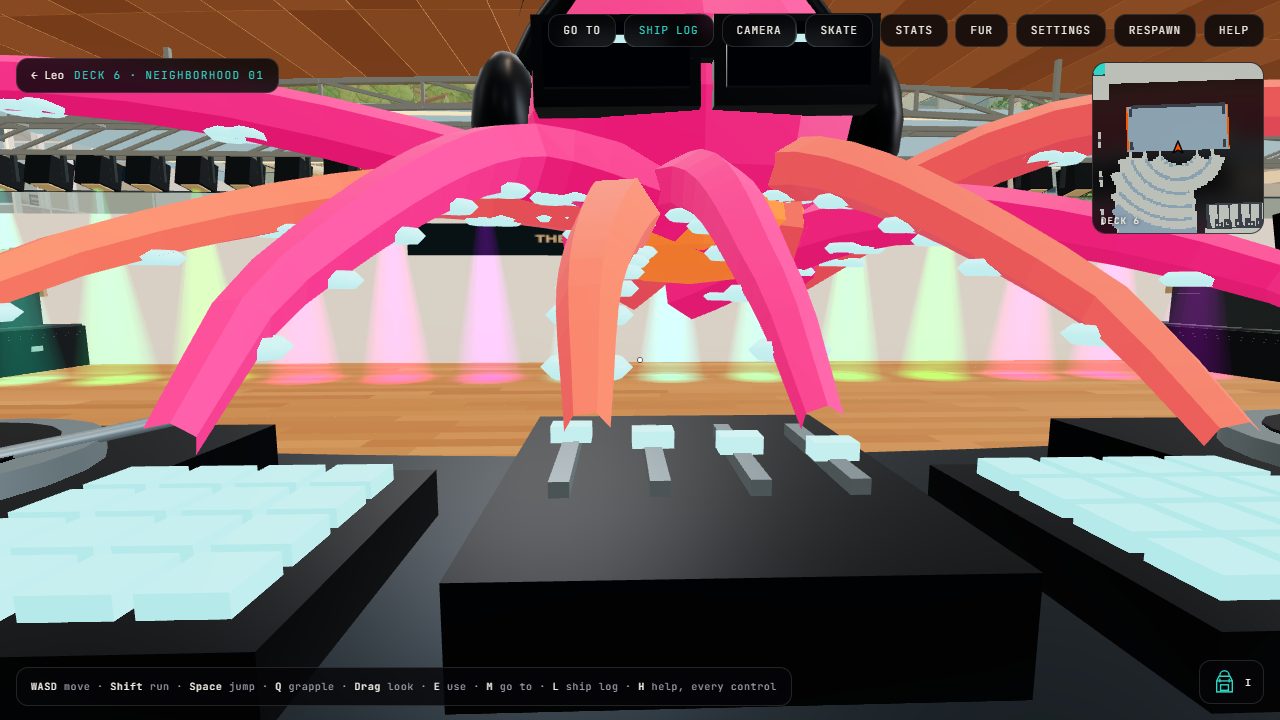 GO TO
SHIP LOG
CAMERA
SKATE
STATS
FUR
SETTINGS
RESPAWN
HELP
← Leo DECK 6 · NEIGHBORHOOD 01
DECK 6
WASD move · Shift run · Space jump · Q grapple · Drag look · E use · M go to · L ship log · H help, every control
I